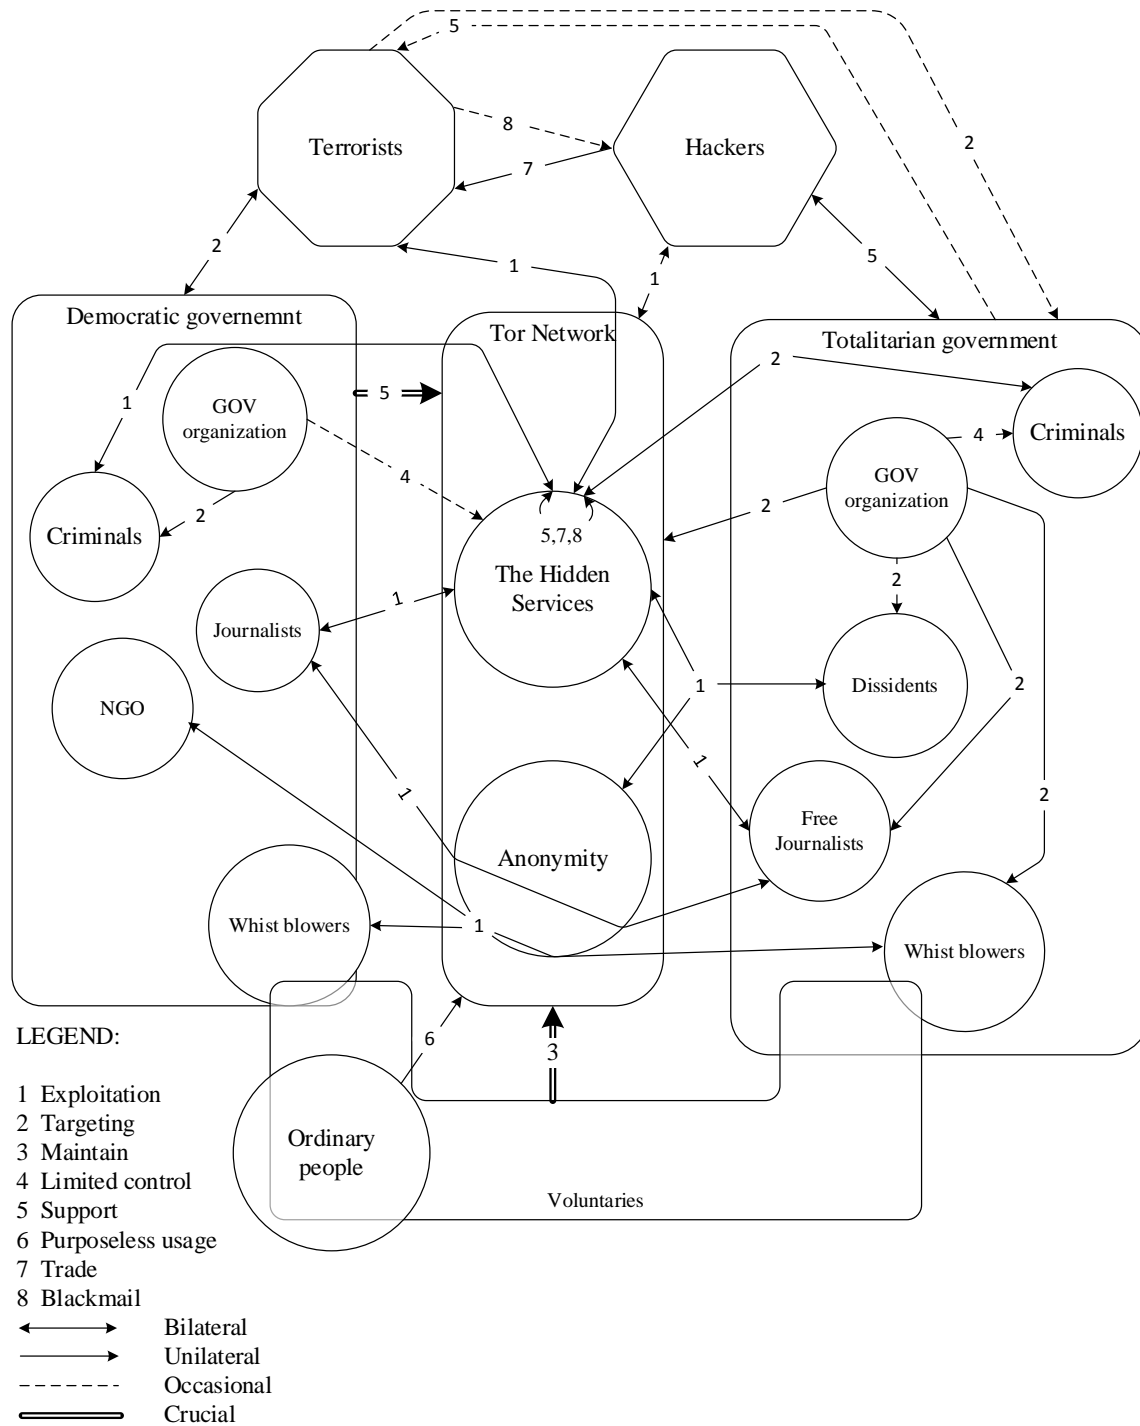 5
Terrorists
8
7
Hackers
2
2
1
1
5
Democratic governemnt
Tor Network
Totalitarian government
2
1
GOV
organization
5
4
2
Criminals
Criminals
4
GOV
organization
2
5,7,8
The Hidden
Services
2
Journalists
1
1
Dissidents
2
NGO
1
1
2
Free
Journalists
Anonymity
Whist blowers
1
Whist blowers
6
3
Ordinary
people
Voluntaries
LEGEND:
1 Exploitation
2 Targeting
3 Maintain
4 Limited control
5 Support
6 Purposeless usage
7 Trade
8 Blackmail
Bilateral
Unilateral
Occasional
Crucial